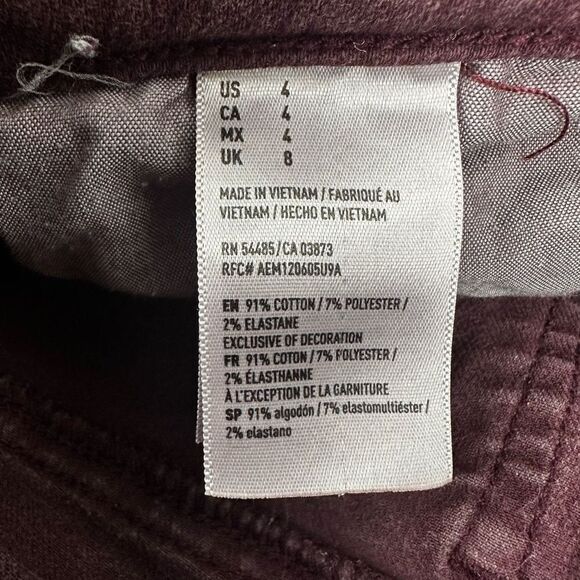 US 4
CA 4
MX 4
UK 8
MADE IN VIETNAM / FABRIQUÉ AU
VIETNAM / HECHO EN VIETNAM
RN 54485 / CA 03873
RFC# AEM120605U9A
EN 91% COTTON / 7% POLYESTER /
2% ELASTANE
EXCLUSIVE OF DECORATION
FR 91% COTON / 7% POLYESTER /
2% ÉLASTHANNE
À L'EXCEPTION DE LA GARNITURE
SP 91% algodón / 7% elastomultiéster /
2% elastano